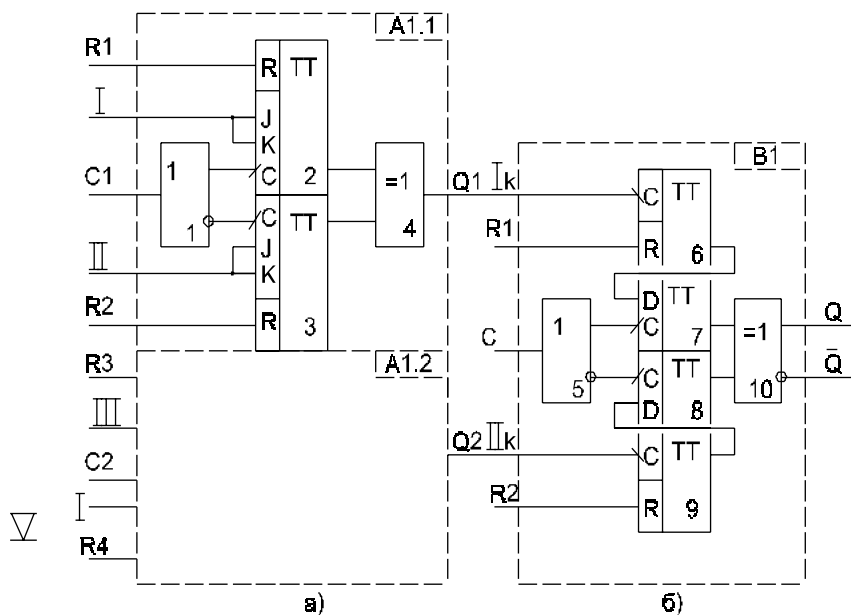 A1.1
R1
R TT
I
J
K
C1
1
C 2
=1
Q1 Ik
B1
C TT
1
C TT
4
R1
R 6
II
J
K
D TT
R2
R 3
C
1
C 7
=1
Q
A1.2
R3
5
C TT
10
Q̄
III
D 8
Q2 IIk
C TT
C2
I
R2
R 9
V
R4
а)
б)